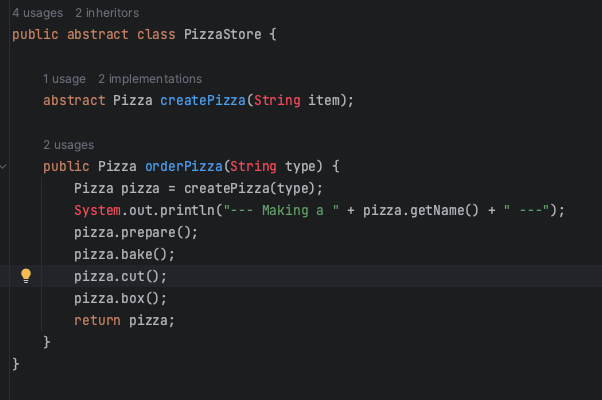 4 usages   2 inheritors
public abstract class PizzaStore {
1 usage   2 implementations
abstract Pizza createPizza(String item);
2 usages
public Pizza orderPizza(String type) {
Pizza pizza = createPizza(type);
System.out.println("--- Making a " + pizza.getName() + " ---");
pizza.prepare();
pizza.bake();
pizza.cut();
pizza.box();
return pizza;
}
}